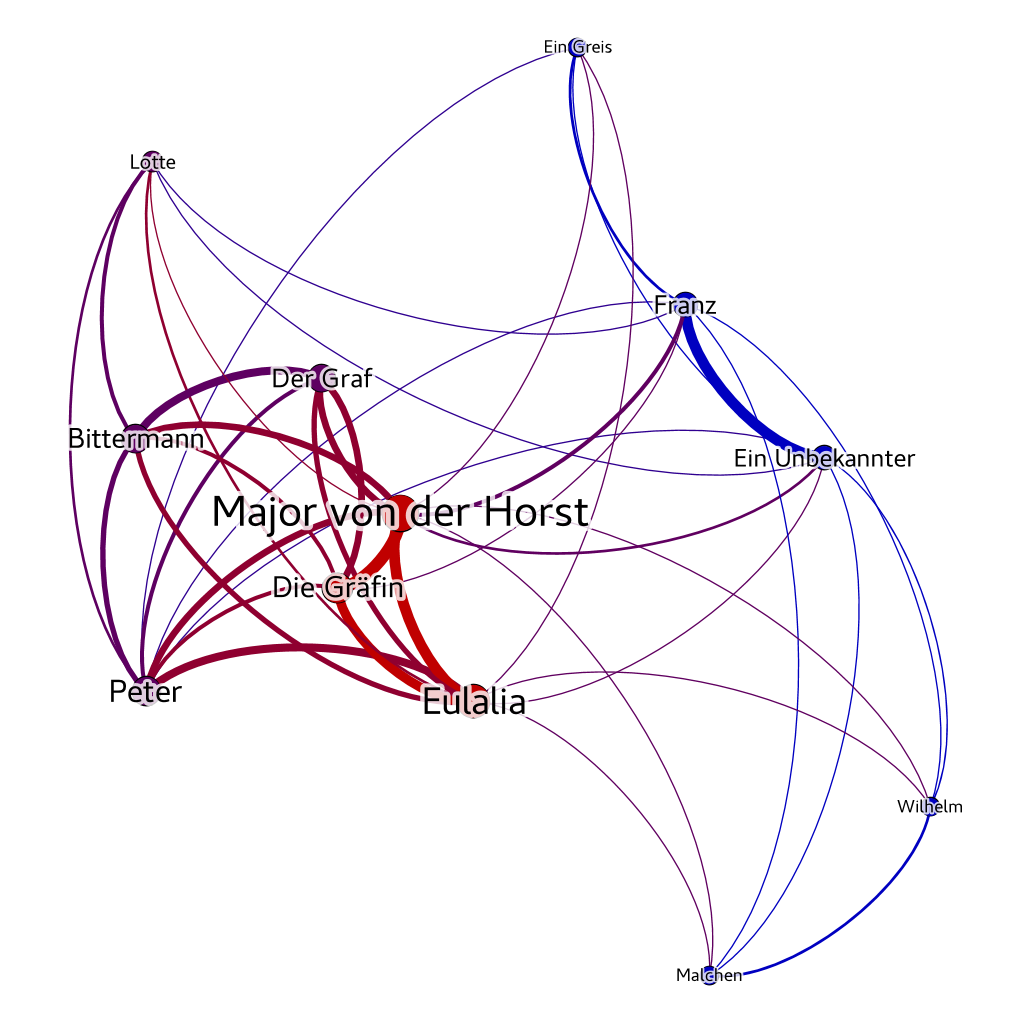 Ein Greis
Lotte
Franz
Der Graf
Bittermann
Ein Unbekannter
Major von der Horst
Die Gräfin
Peter
Eulalia
Wilhelm
Malchen